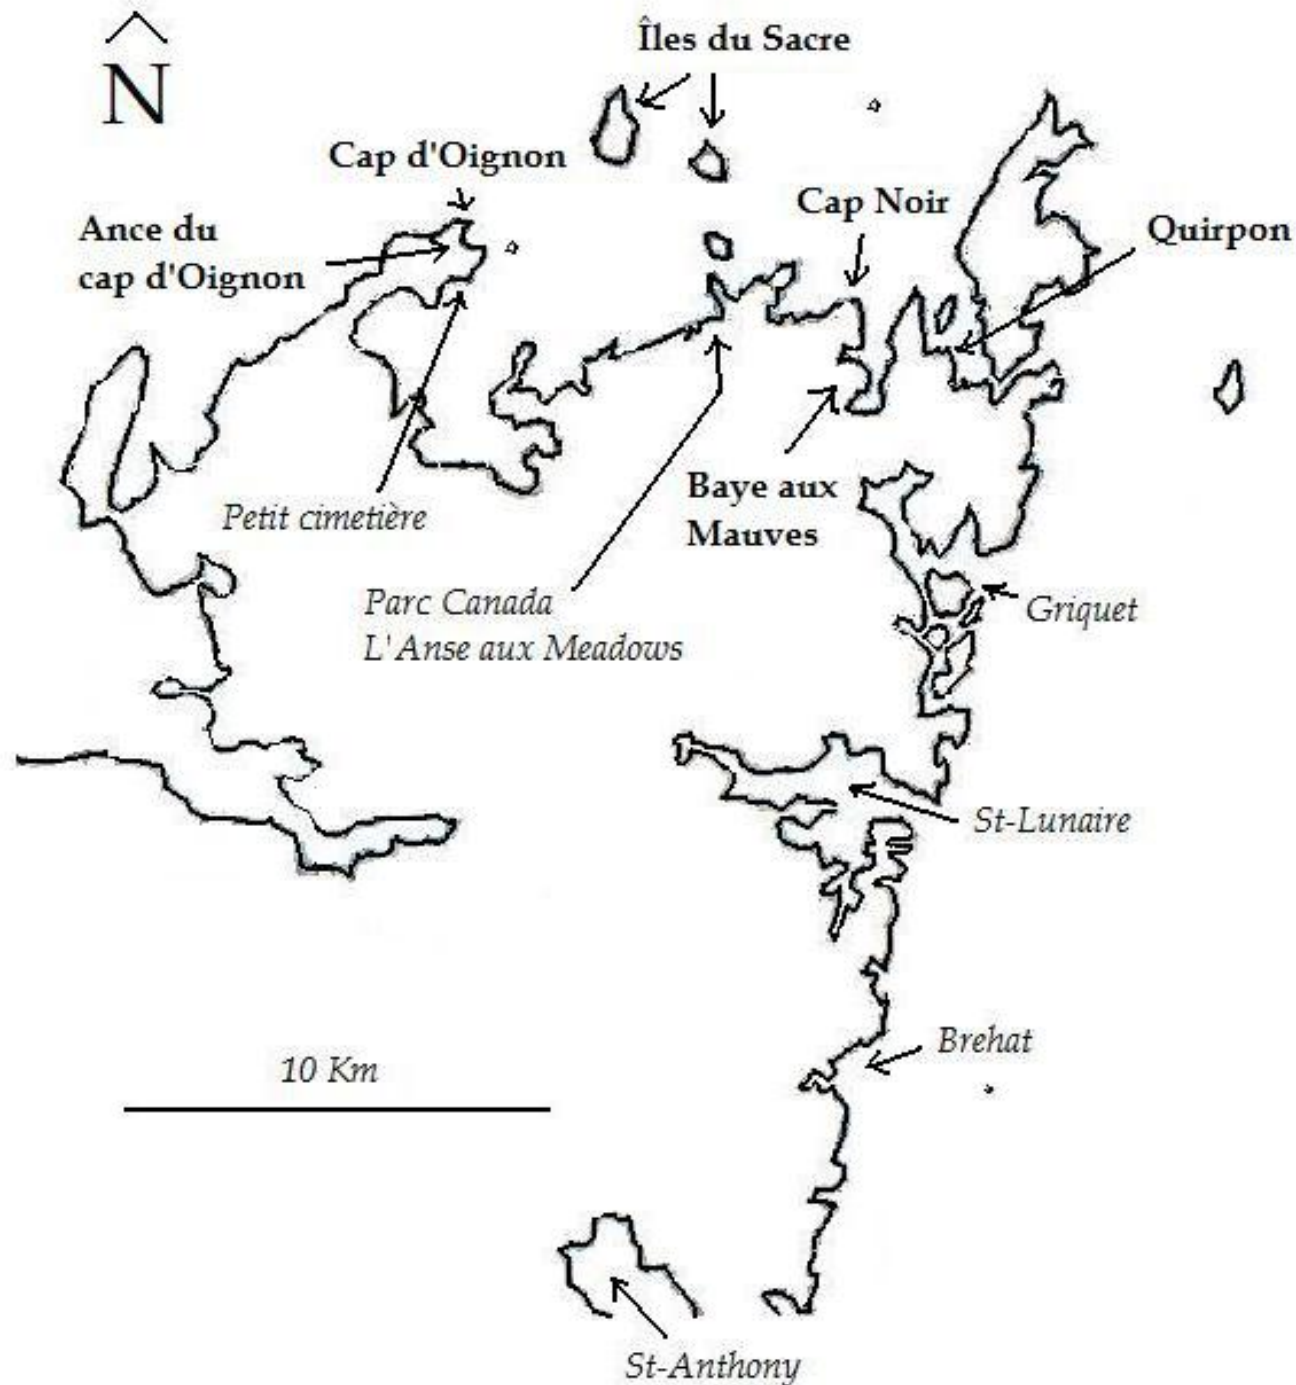 N
Îles du Sacre
Cap d'Oignon
Cap Noir
Ance du
cap d'Oignon
Quirpon
Petit cimetière
Baye aux
Mauves
Parc Canada
L'Anse aux Meadows
Griquet
St-Lunaire
Brehat
10 Km
St-Anthony